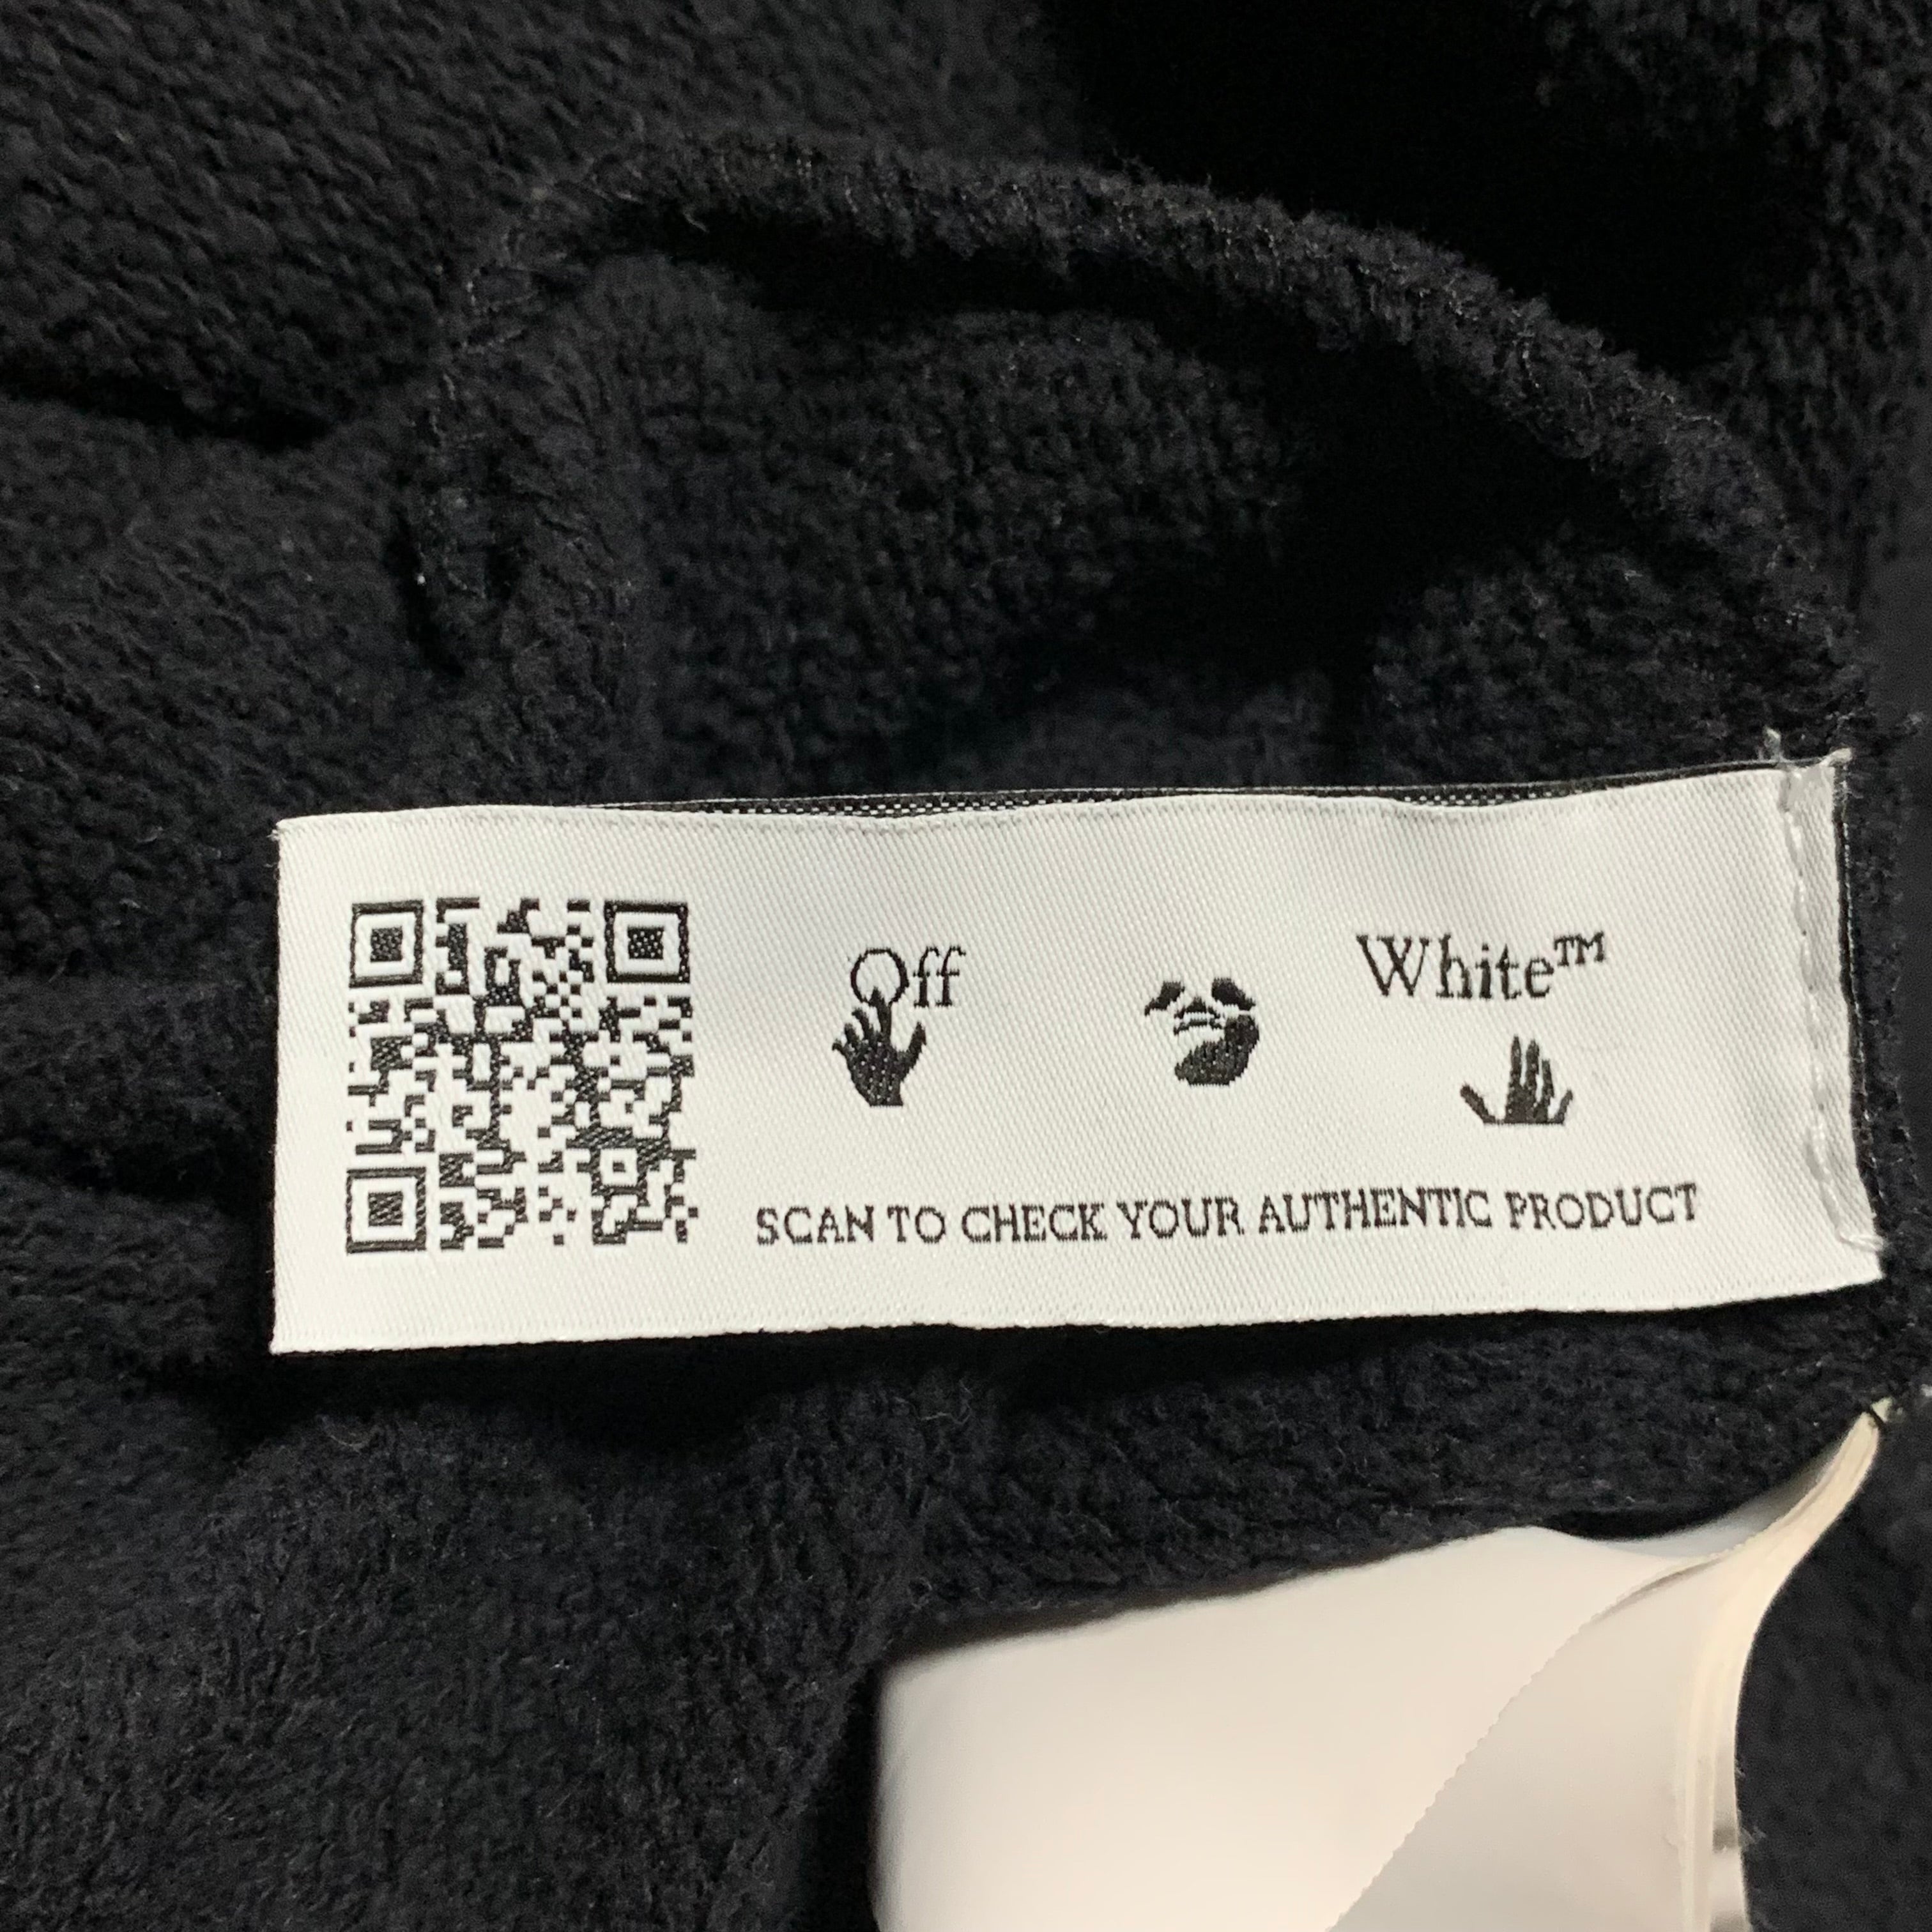 Off White™
SCAN TO CHECK YOUR AUTHENTIC PRODUCT